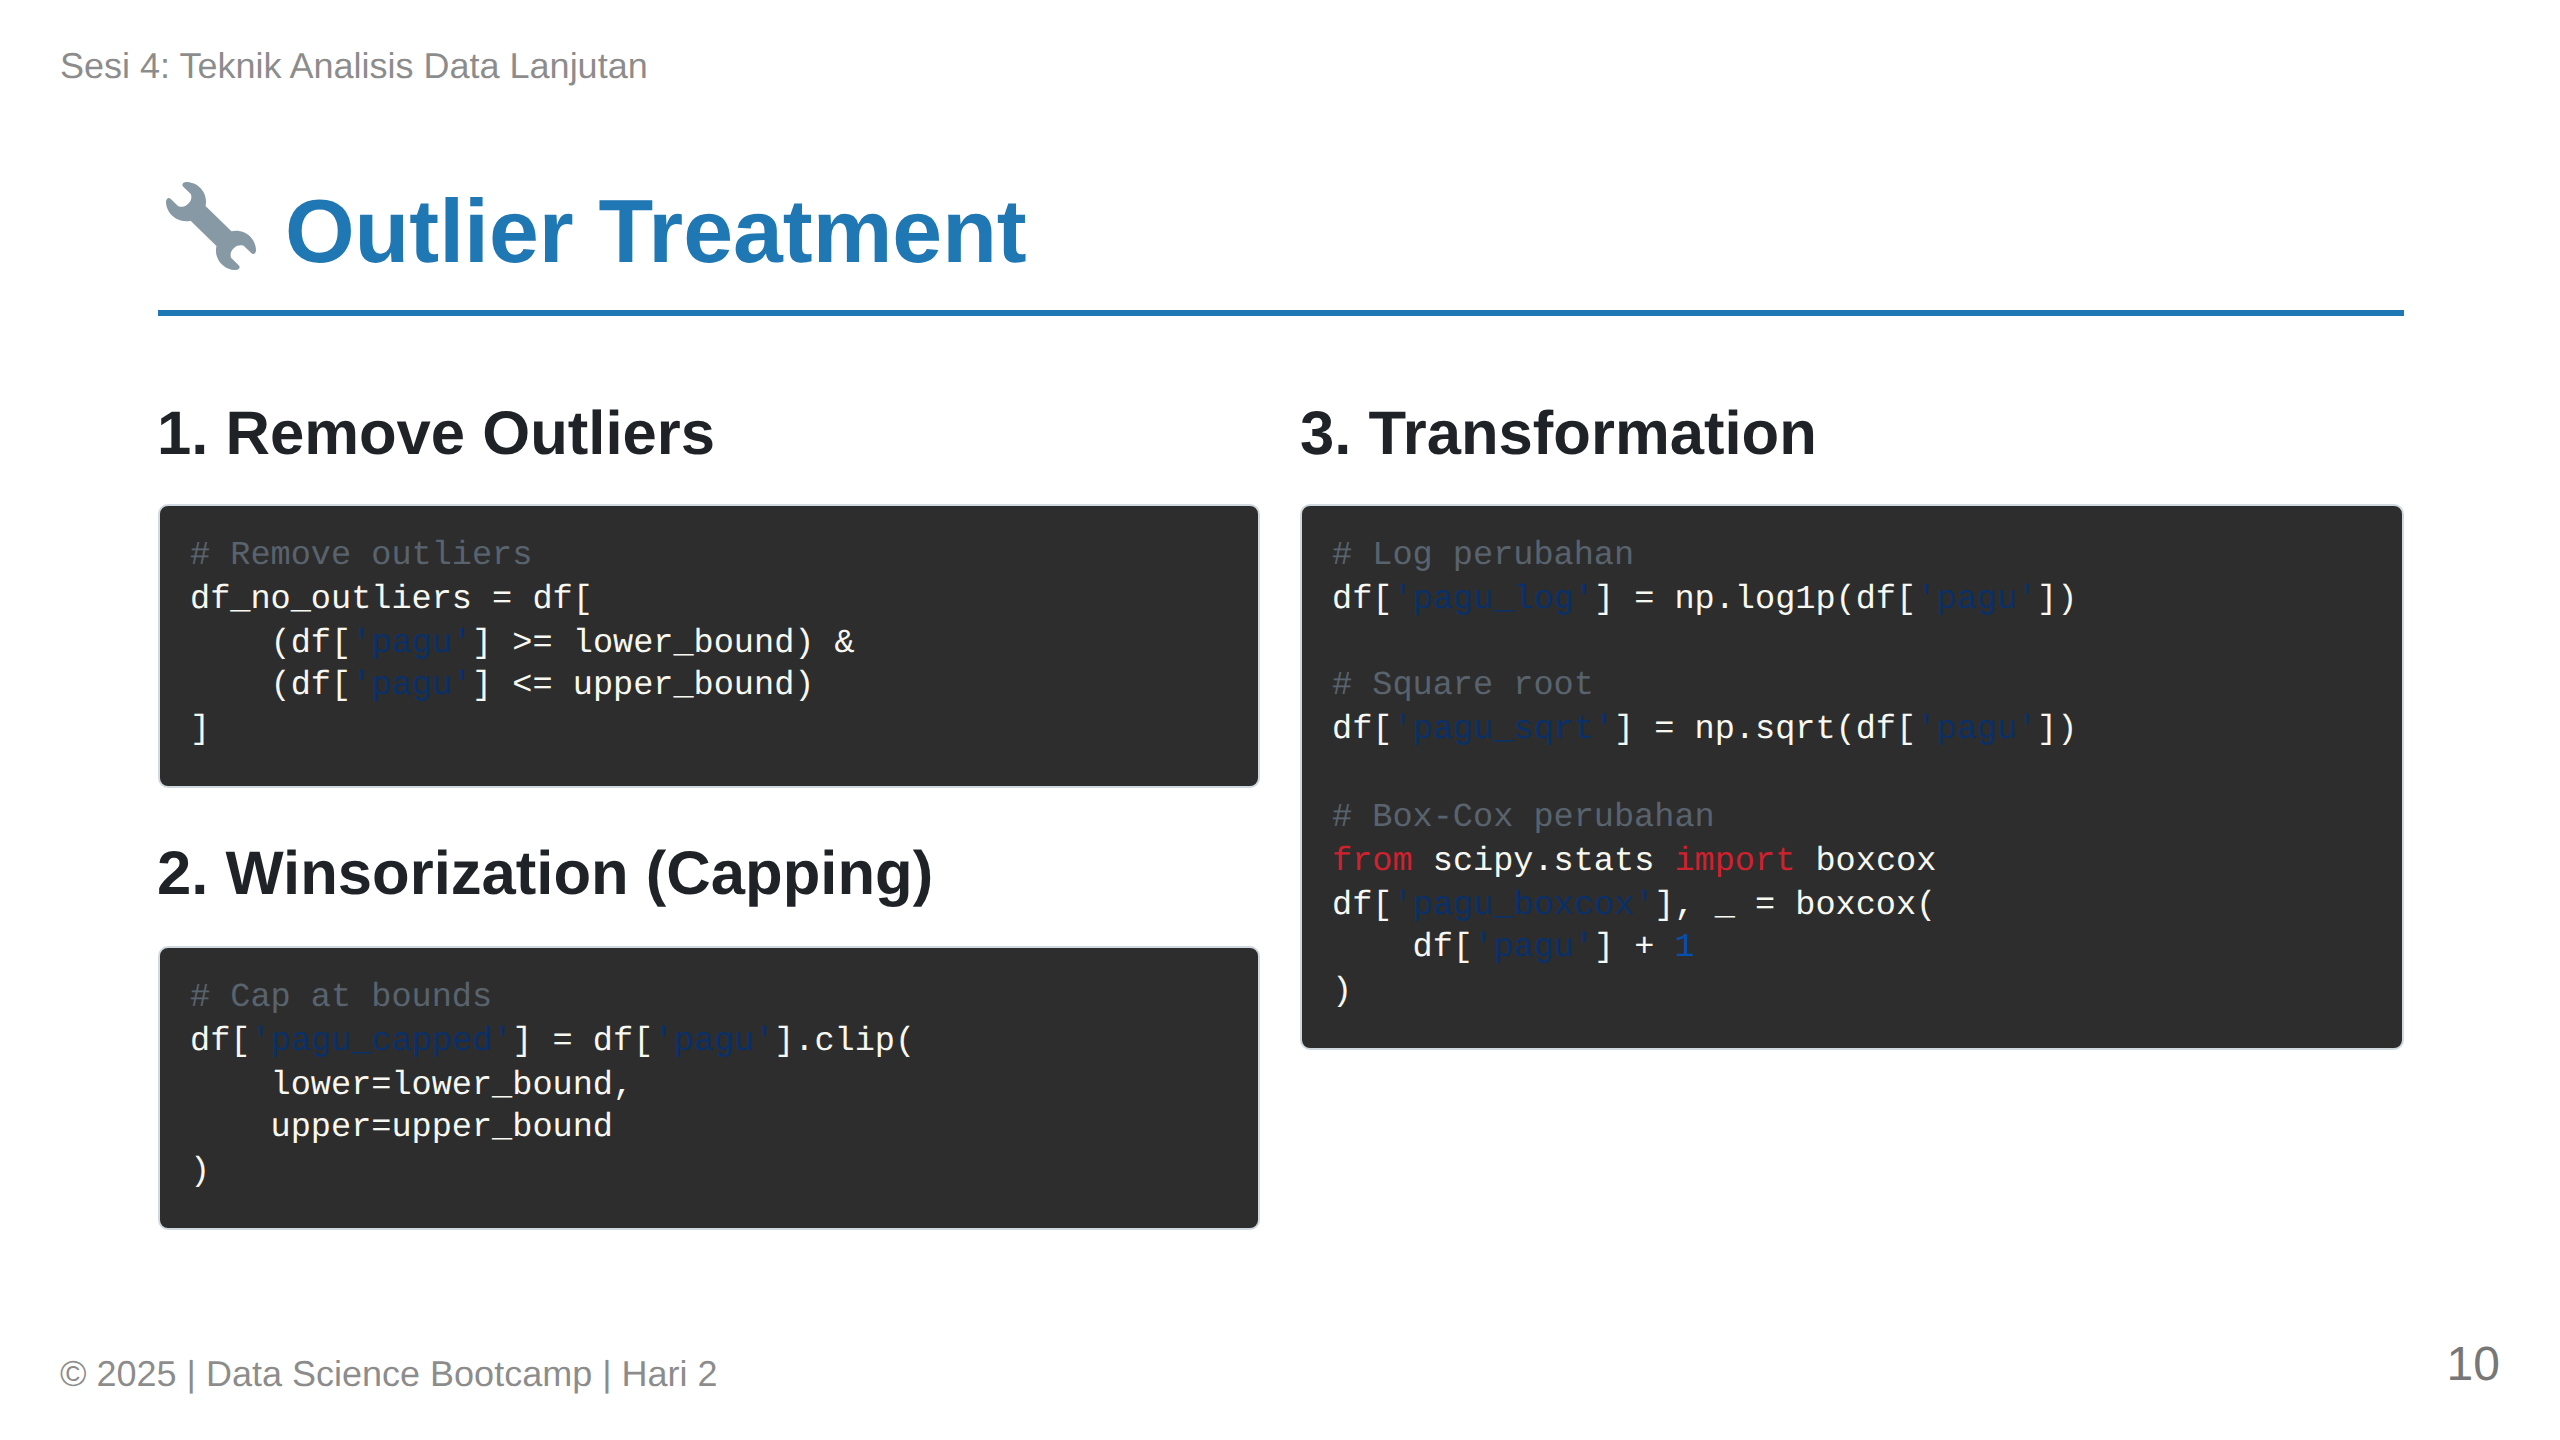 Sesi 4: Teknik Analisis Data Lanjutan
Outlier Treatment
1. Remove Outliers
# Remove outliers
df_no_outliers = df[
    (df['pagu'] >= lower_bound) &
    (df['pagu'] <= upper_bound)
]
2. Winsorization (Capping)
# Cap at bounds
df['pagu_capped'] = df['pagu'].clip(
    lower=lower_bound,
    upper=upper_bound
)
3. Transformation
# Log perubahan
df['pagu_log'] = np.log1p(df['pagu'])
# Square root
df['pagu_sqrt'] = np.sqrt(df['pagu'])
# Box-Cox perubahan
from scipy.stats import boxcox
df['pagu_boxcox'], _ = boxcox(
    df['pagu'] + 1
)
© 2025 | Data Science Bootcamp | Hari 2
10